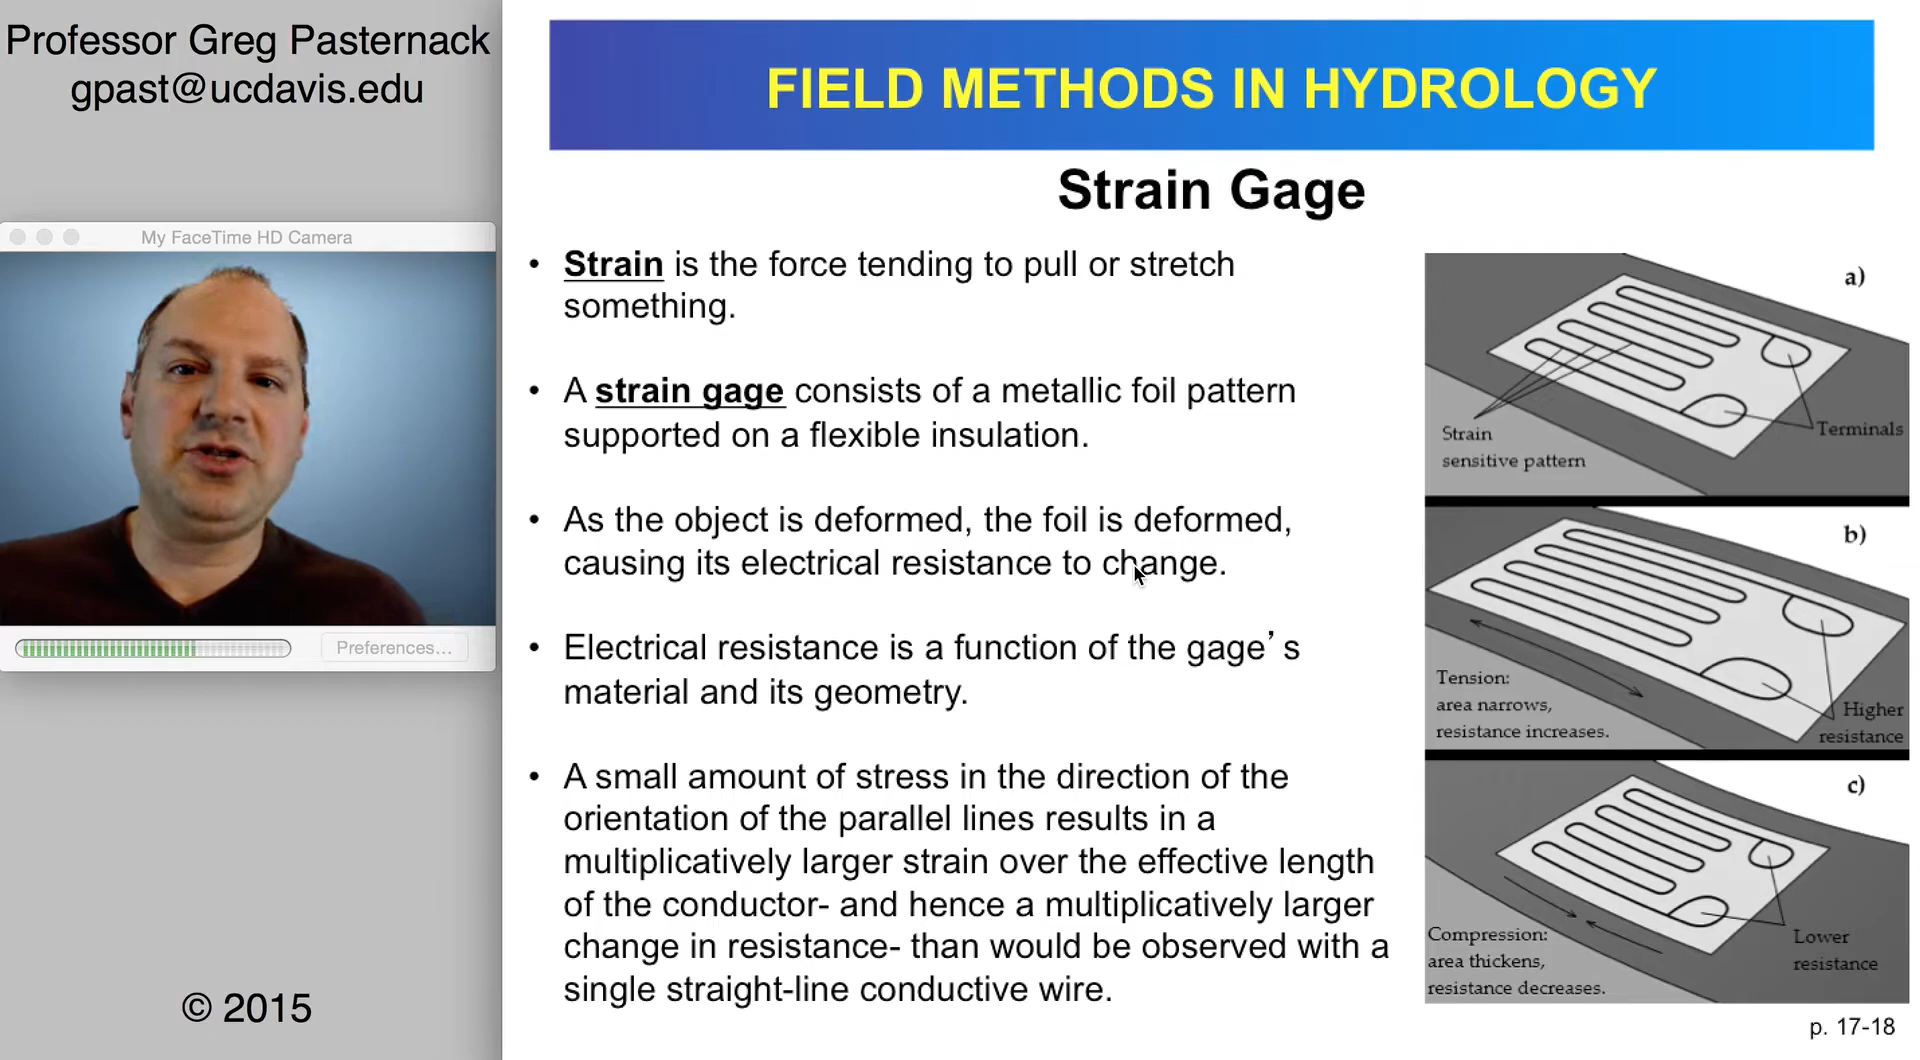 Professor Greg Pasternack
gpast@ucdavis.edu
My FaceTime HD Camera
Preferences...
© 2015
FIELD METHODS IN HYDROLOGY
Strain Gage
• Strain is the force tending to pull or stretch
something.
• A strain gage consists of a metallic foil pattern
supported on a flexible insulation.
• As the object is deformed, the foil is deformed,
causing its electrical resistance to change.
• Electrical resistance is a function of the gage’s
material and its geometry.
• A small amount of stress in the direction of the
orientation of the parallel lines results in a
multiplicatively larger strain over the effective length
of the conductor- and hence a multiplicatively larger
change in resistance- than would be observed with a
single straight-line conductive wire.
a)
Strain
sensitive pattern
Terminals
b)
Tension:
area narrows,
resistance increases.
Higher
resistance
c)
Compression:
area thickens,
resistance decreases.
Lower
resistance
p. 17-18